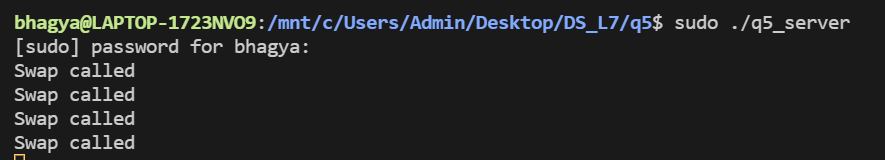 bhagya@LAPTOP-1723NVO9:/mnt/c/Users/Admin/Desktop/DS_L7/q5$ sudo ./q5_server
[sudo] password for bhagya:
Swap called
Swap called
Swap called
Swap called